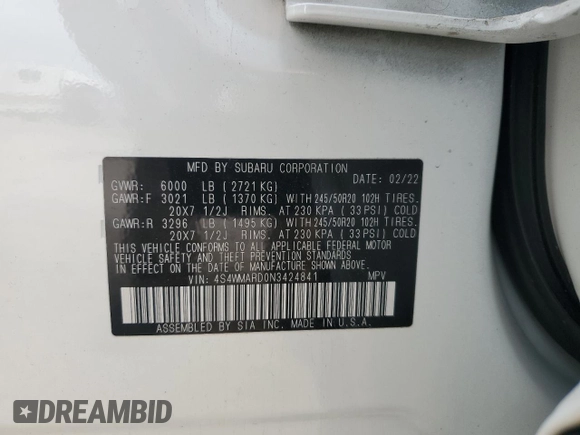 MFD BY SUBARU CORPORATION
DATE: 02/22
GVWR: 6000 LB (2721 KG)
GAWR:F 3021 LB (1370 KG) WITH 245/50R20 102H TIRES,
20X7 1/2J RIMS, AT 230 KPA (33 PSI) COLD
GAWR:R 3296 LB (1495 KG) WITH 245/50R20 102H TIRES,
20X7 1/2J RIMS, AT 230 KPA (33 PSI) COLD
THIS VEHICLE CONFORMS TO ALL APPLICABLE FEDERAL MOTOR
VEHICLE SAFETY AND THEFT PREVENTION STANDARDS
IN EFFECT ON THE DATE OF MANUFACTURE SHOWN ABOVE.
VIN: 4S4WMARD0N3424841 MPV
ASSEMBLED BY SIA INC. MADE IN U.S.A.
DREAMBID